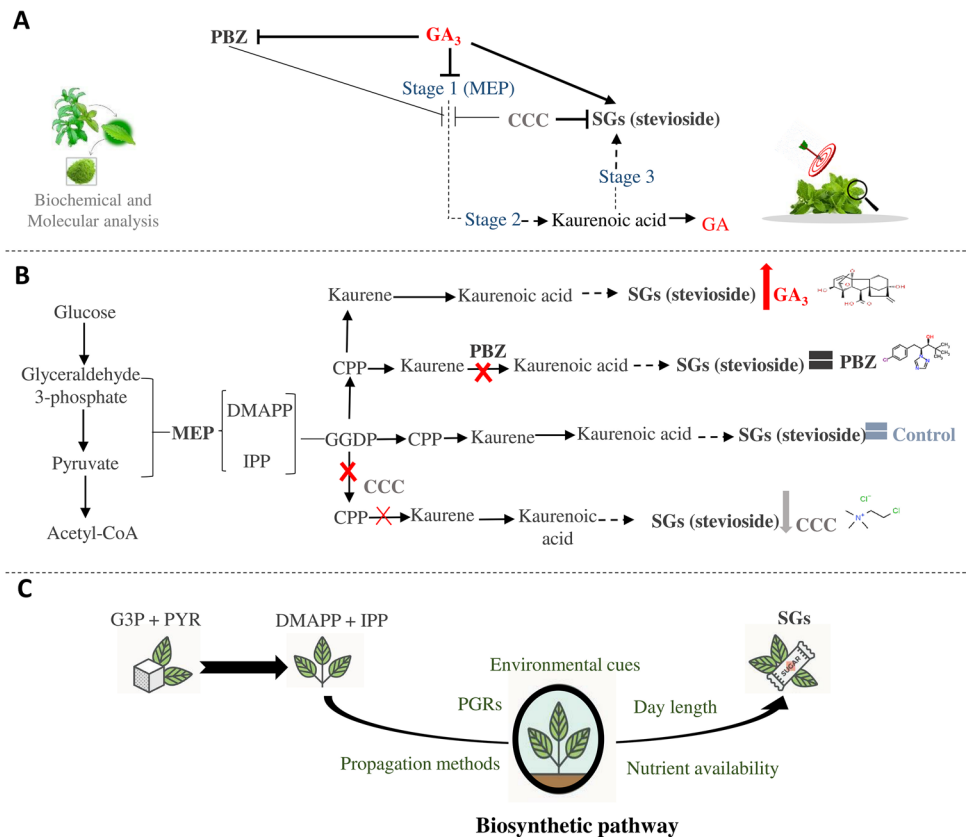 A
PBZ
GA3
Stage 1 (MEP)
CCC
SGs (stevioside)
Stage 3
Biochemical and
Molecular analysis
Stage 2
Kaurenoic acid
GA
B
Kaurene
Kaurenoic acid
SGs (stevioside)
GA3
Glucose
Glyceraldehyde
3-phosphate
Pyruvate
Acetyl-CoA
MEP
DMAPP
IPP
CPP
Kaurene
PBZ
Kaurenoic acid
SGs (stevioside)
PBZ
GGDP
CPP
Kaurene
Kaurenoic acid
SGs (stevioside)
Control
CCC
CPP
Kaurene
Kaurenoic
acid
SGs (stevioside)
CCC
Cl⁻
N⁺
Cl
C
G3P + PYR
DMAPP + IPP
SGs
SUGAR
Environmental cues
PGRs
Day length
Propagation methods
Nutrient availability
Biosynthetic pathway